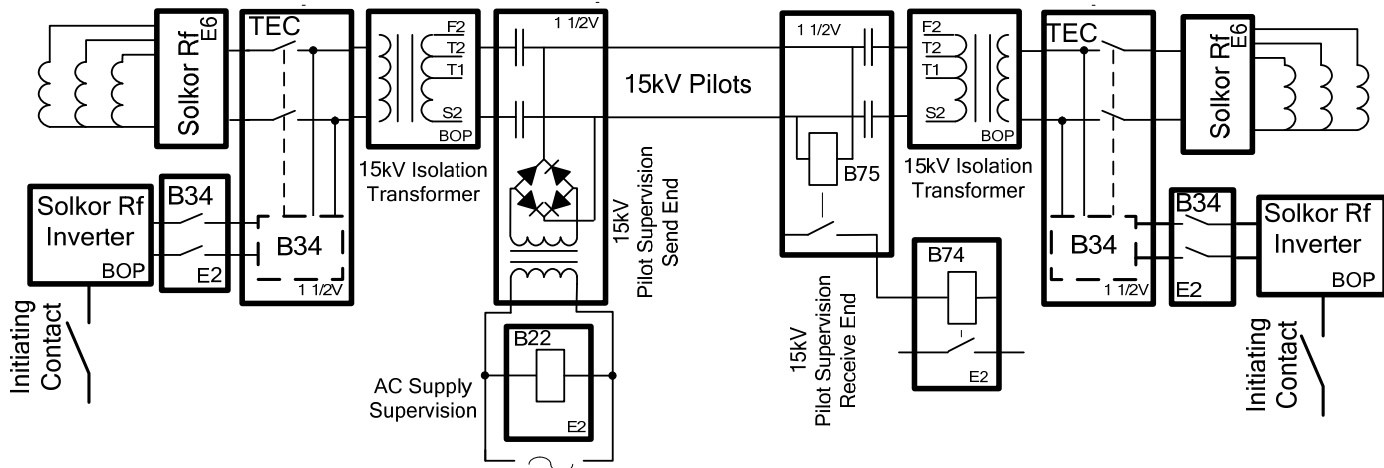 Solkor Rf
E6
TEC
B34
1 1/2V
F2
T2
T1
S2
BOP
15kV Isolation
Transformer
Solkor Rf
Inverter
BOP
B34
E2
Initiating
Contact
1 1/2V
15kV
Pilot Supervision
Send End
B22
E2
AC Supply
Supervision
15kV Pilots
1 1/2V
B75
15kV
Pilot Supervision
Receive End
B74
E2
F2
T2
T1
S2
BOP
15kV Isolation
Transformer
TEC
B34
1 1/2V
Solkor Rf
E6
B34
E2
Solkor Rf
Inverter
BOP
Initiating
Contact